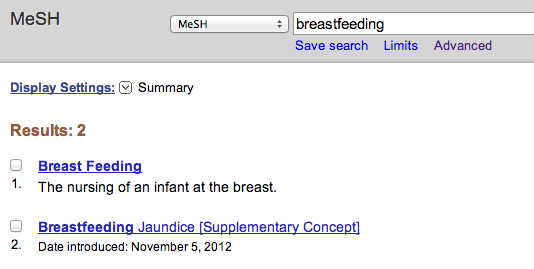 MeSH
MeSH breastfeeding
Save search Limits Advanced
Display Settings: Summary
Results: 2
Breast Feeding
1. The nursing of an infant at the breast.
Breastfeeding Jaundice [Supplementary Concept]
2. Date introduced: November 5, 2012